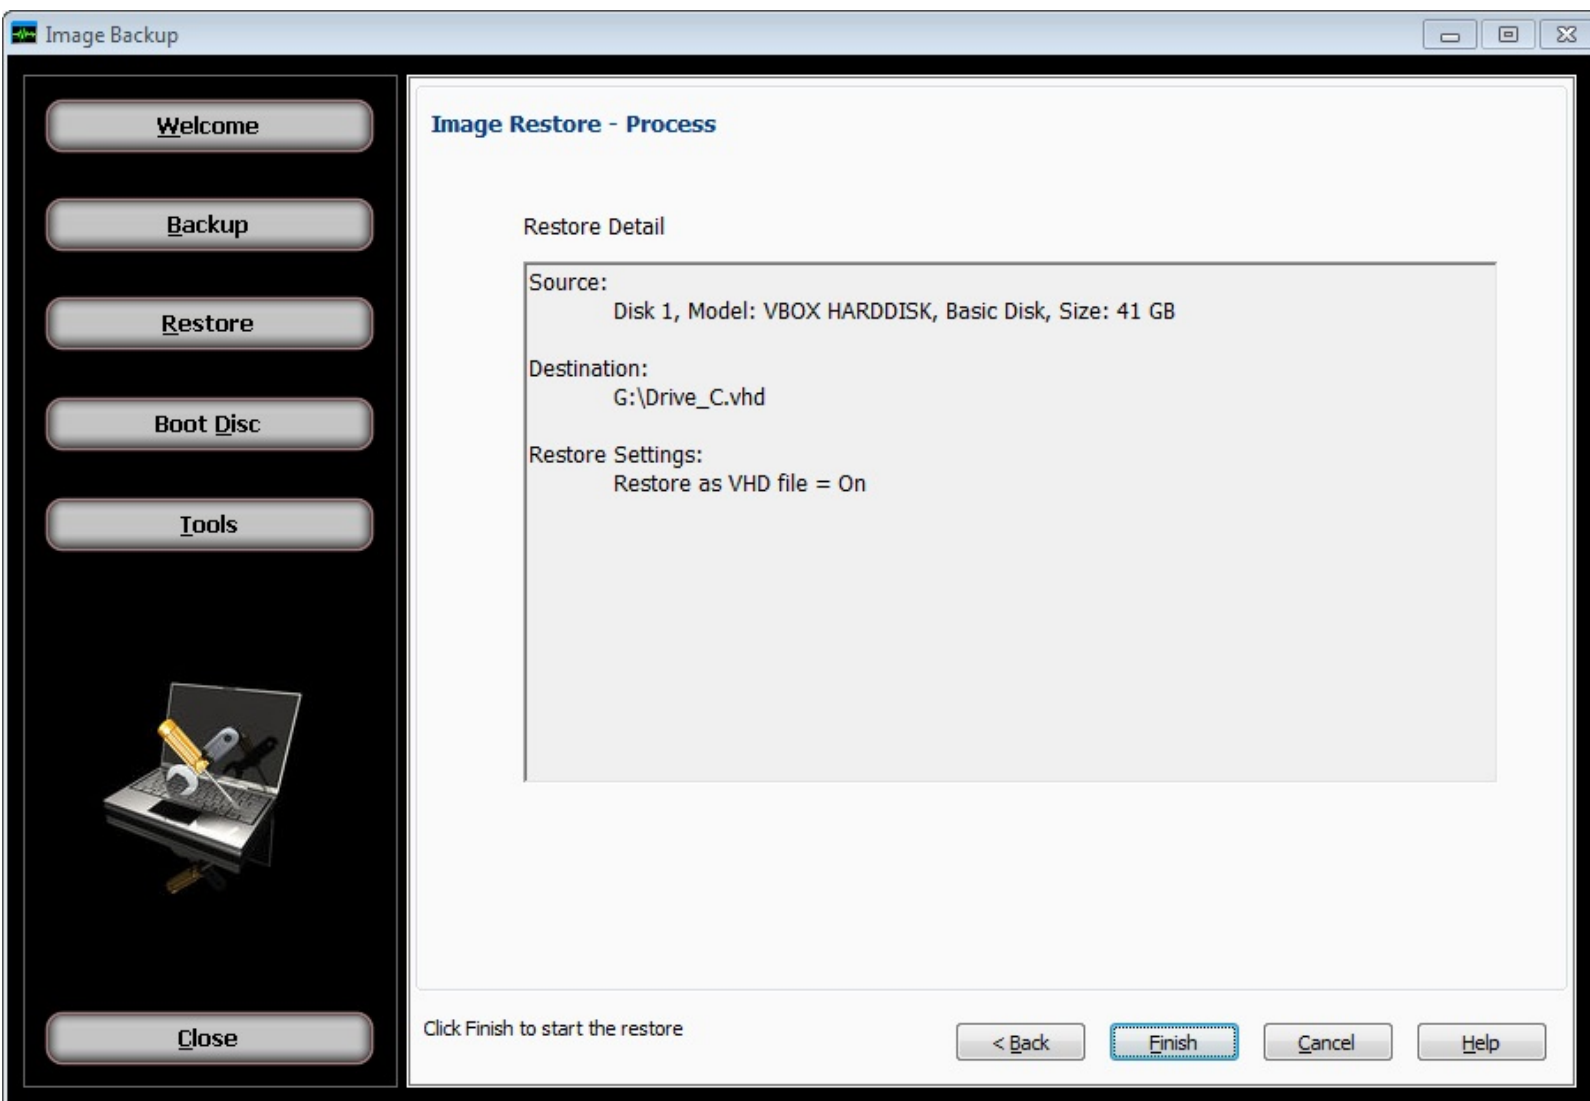 Image Backup
Welcome
Backup
Restore
Boot Disc
Tools
Close
Image Restore - Process
Restore Detail
Source:
Disk 1, Model: VBOX HARDDISK, Basic Disk, Size: 41 GB
Destination:
G:\Drive_C.vhd
Restore Settings:
Restore as VHD file = On
Click Finish to start the restore
< Back
Finish
Cancel
Help